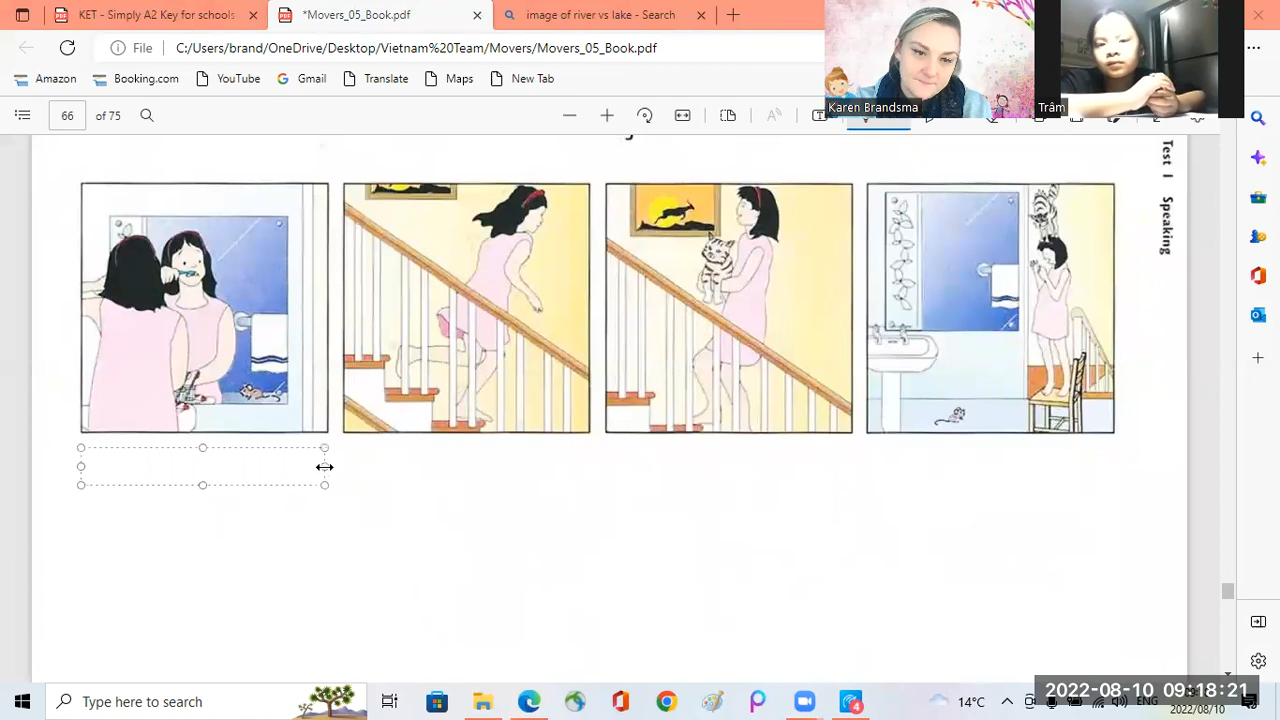 KET - Simply A2 Key for schools
*Movers_05_Book.pdf
image of river vs lake - Search
File
C:/Users/brand/OneDrive/Desktop/Vietnam%20Team/Movers/Movers_05_Book.pdf
Amazon
Booking.com
YouTube
Gmail
Translate
Maps
New Tab
66
of 75
Karen Brandsma
Trâm
Test 1 Speaking
Type here to search
4
14°C
ENG
2022-08-10 09:18:21
2022/08/10